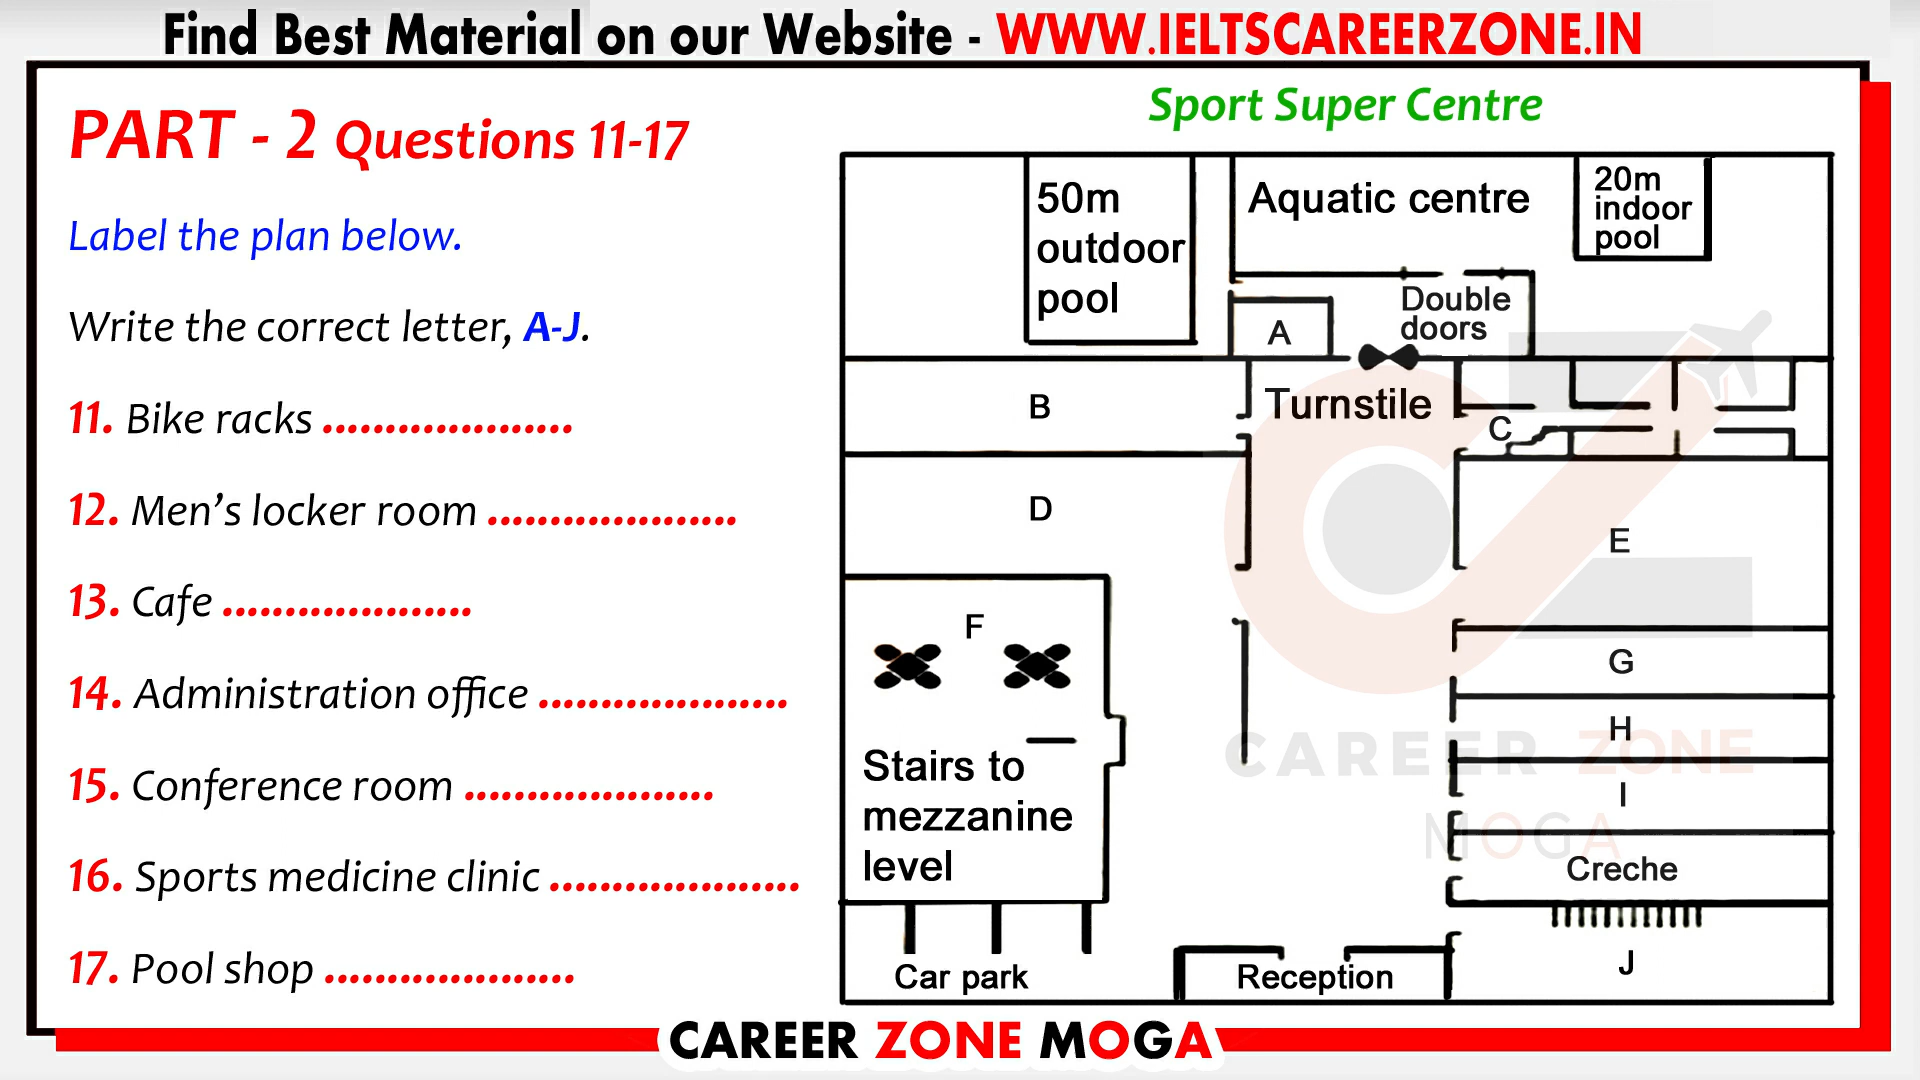 Find Best Material on our Website - WWW.IELTSCAREERZONE.IN
PART - 2 Questions 11-17
Label the plan below.
Write the correct letter, A-J.
11. Bike racks ....................
12. Men's locker room ....................
13. Cafe ....................
14. Administration office ....................
15. Conference room ....................
16. Sports medicine clinic ....................
17. Pool shop ....................
Sport Super Centre
50m
outdoor
pool
Aquatic centre
20m
indoor
pool
Double
doors
A
B
Turnstile
C
D
E
F
G
H
I
Stairs to
mezzanine
level
Creche
Car park
Reception
J
CAREER ZONE
MOGA
CAREER ZONE MOGA